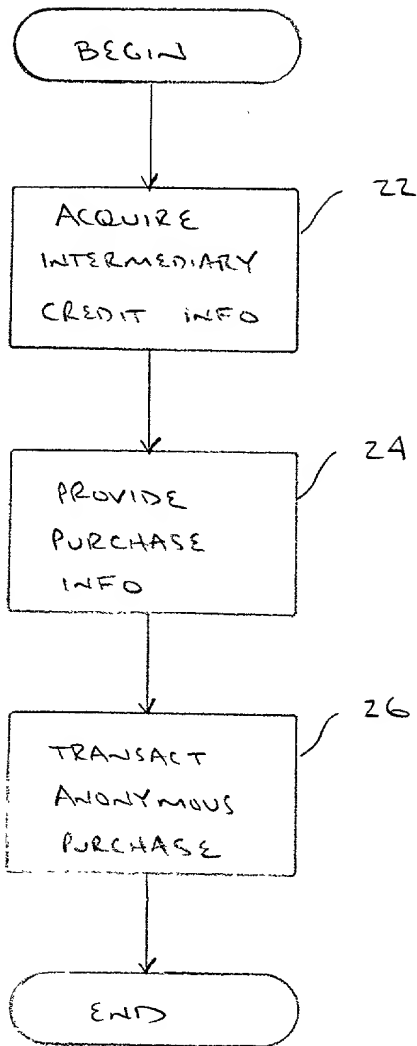 BEGIN
22
ACQUIRE
INTERMEDIARY
CREDIT INFO
24
PROVIDE
PURCHASE
INFO
26
TRANSACT
ANONYMOUS
PURCHASE
END